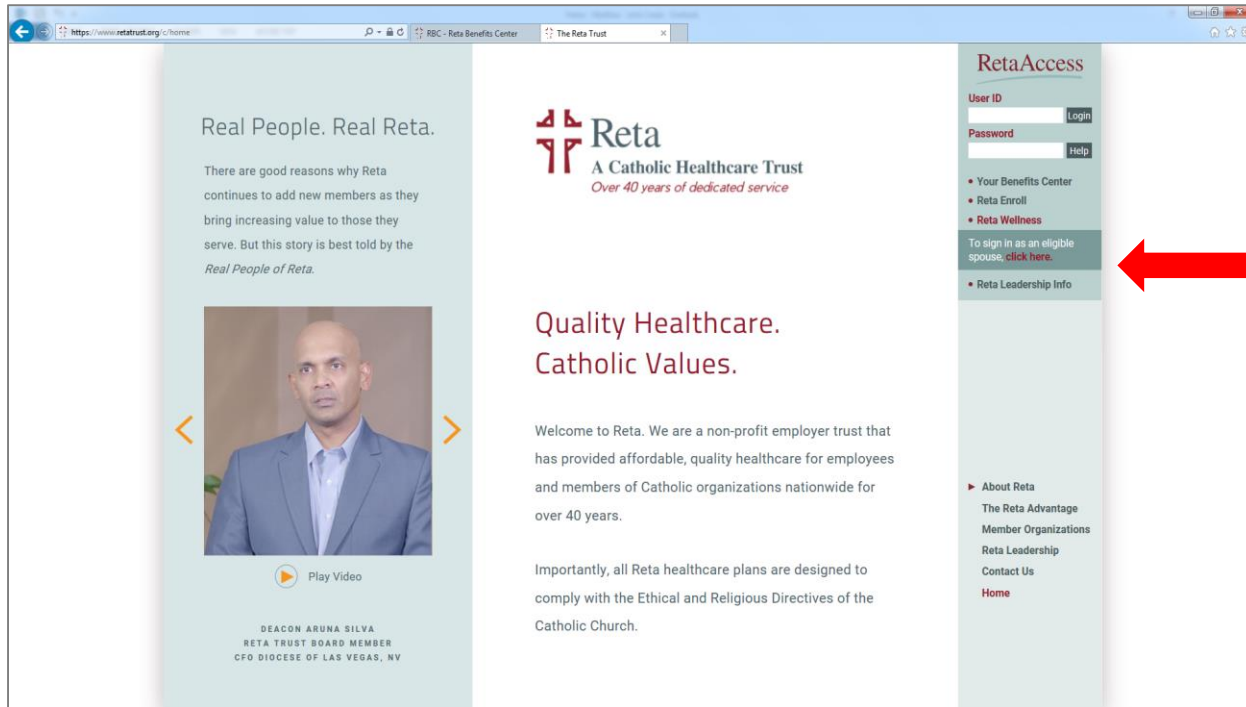 https://www.retatrust.org/c/home
RBC - Reta Benefits Center
The Reta Trust
Real People. Real Reta.
There are good reasons why Reta
continues to add new members as they
bring increasing value to those they
serve. But this story is best told by the
Real People of Reta.
Play Video
DEACON ARUNA SILVA
RETA TRUST BOARD MEMBER
CFO DIOCESE OF LAS VEGAS, NV
Reta
A Catholic Healthcare Trust
Over 40 years of dedicated service
Quality Healthcare.
Catholic Values.
Welcome to Reta. We are a non-profit employer trust that
has provided affordable, quality healthcare for employees
and members of Catholic organizations nationwide for
over 40 years.
Importantly, all Reta healthcare plans are designed to
comply with the Ethical and Religious Directives of the
Catholic Church.
RetaAccess
User ID
Login
Password
Help
• Your Benefits Center
• Reta Enroll
• Reta Wellness
To sign in as an eligible
spouse, click here.
• Reta Leadership Info
About Reta
The Reta Advantage
Member Organizations
Reta Leadership
Contact Us
Home